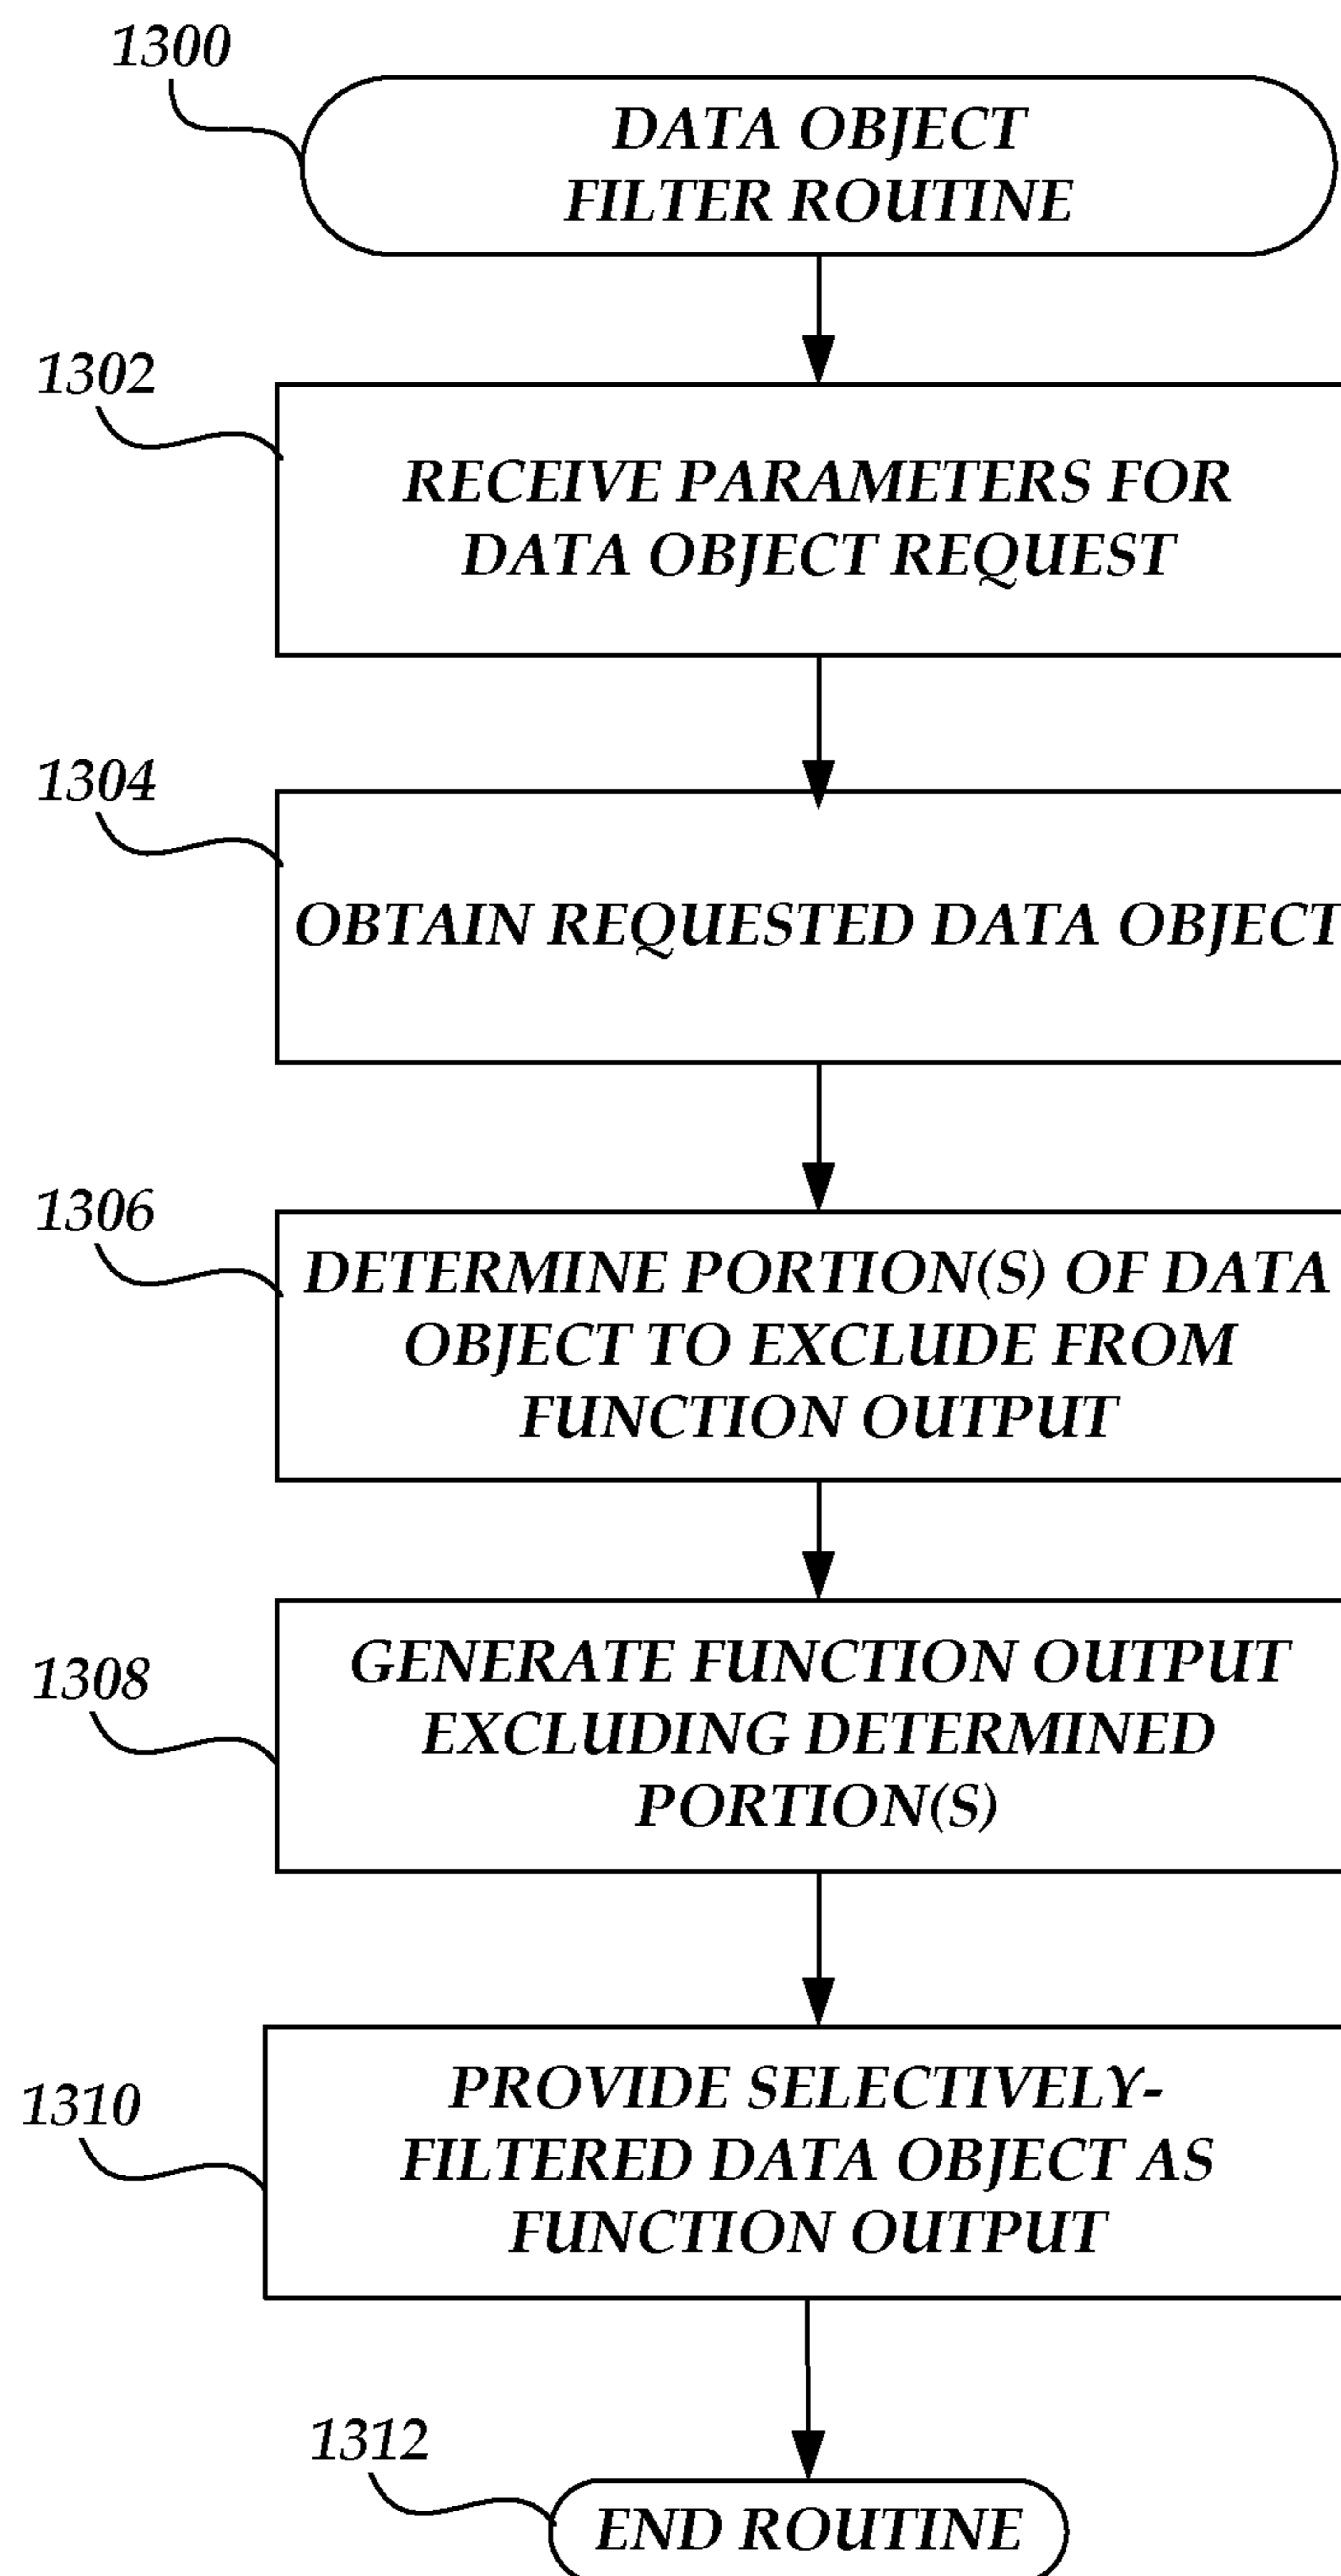 1300
DATA OBJECT
FILTER ROUTINE
1302
RECEIVE PARAMETERS FOR
DATA OBJECT REQUEST
1304
OBTAIN REQUESTED DATA OBJECT
1306
DETERMINE PORTION(S) OF DATA
OBJECT TO EXCLUDE FROM
FUNCTION OUTPUT
1308
GENERATE FUNCTION OUTPUT
EXCLUDING DETERMINED
PORTION(S)
1310
PROVIDE SELECTIVELY-
FILTERED DATA OBJECT AS
FUNCTION OUTPUT
1312
END ROUTINE